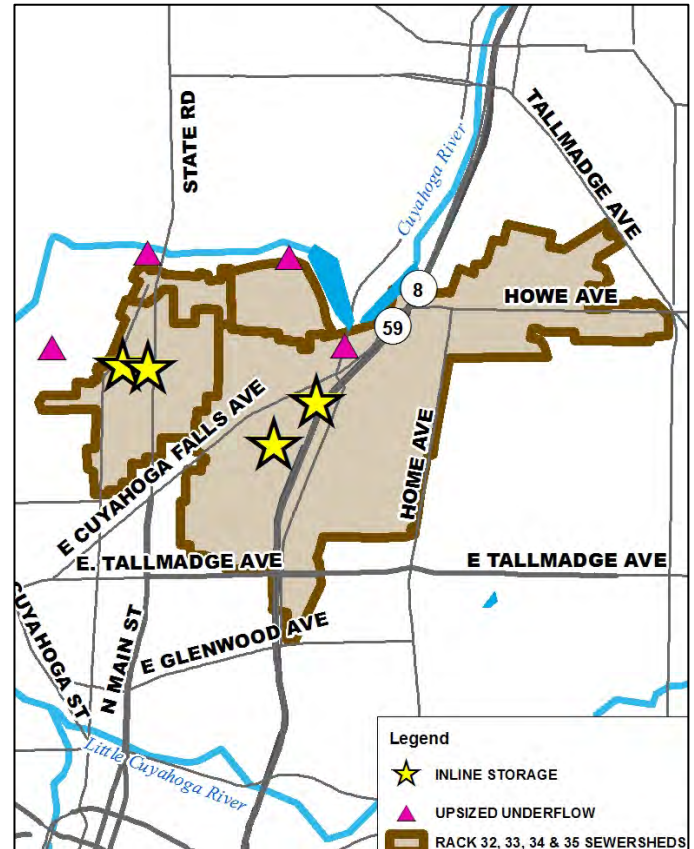 STATE RD
TALLMADGE AVE
Cuyahoga River
8
HOWE AVE
59
E CUYAHOGA FALLS AVE
HOME AVE
E. TALLMADGE AVE
E TALLMADGE AVE
CUYAHOGA ST
N MAIN ST
E GLENWOOD AVE
Little Cuyahoga River
Legend
INLINE STORAGE
UPSIZED UNDERFLOW
RACK 32, 33, 34 & 35 SEWERSHEDS